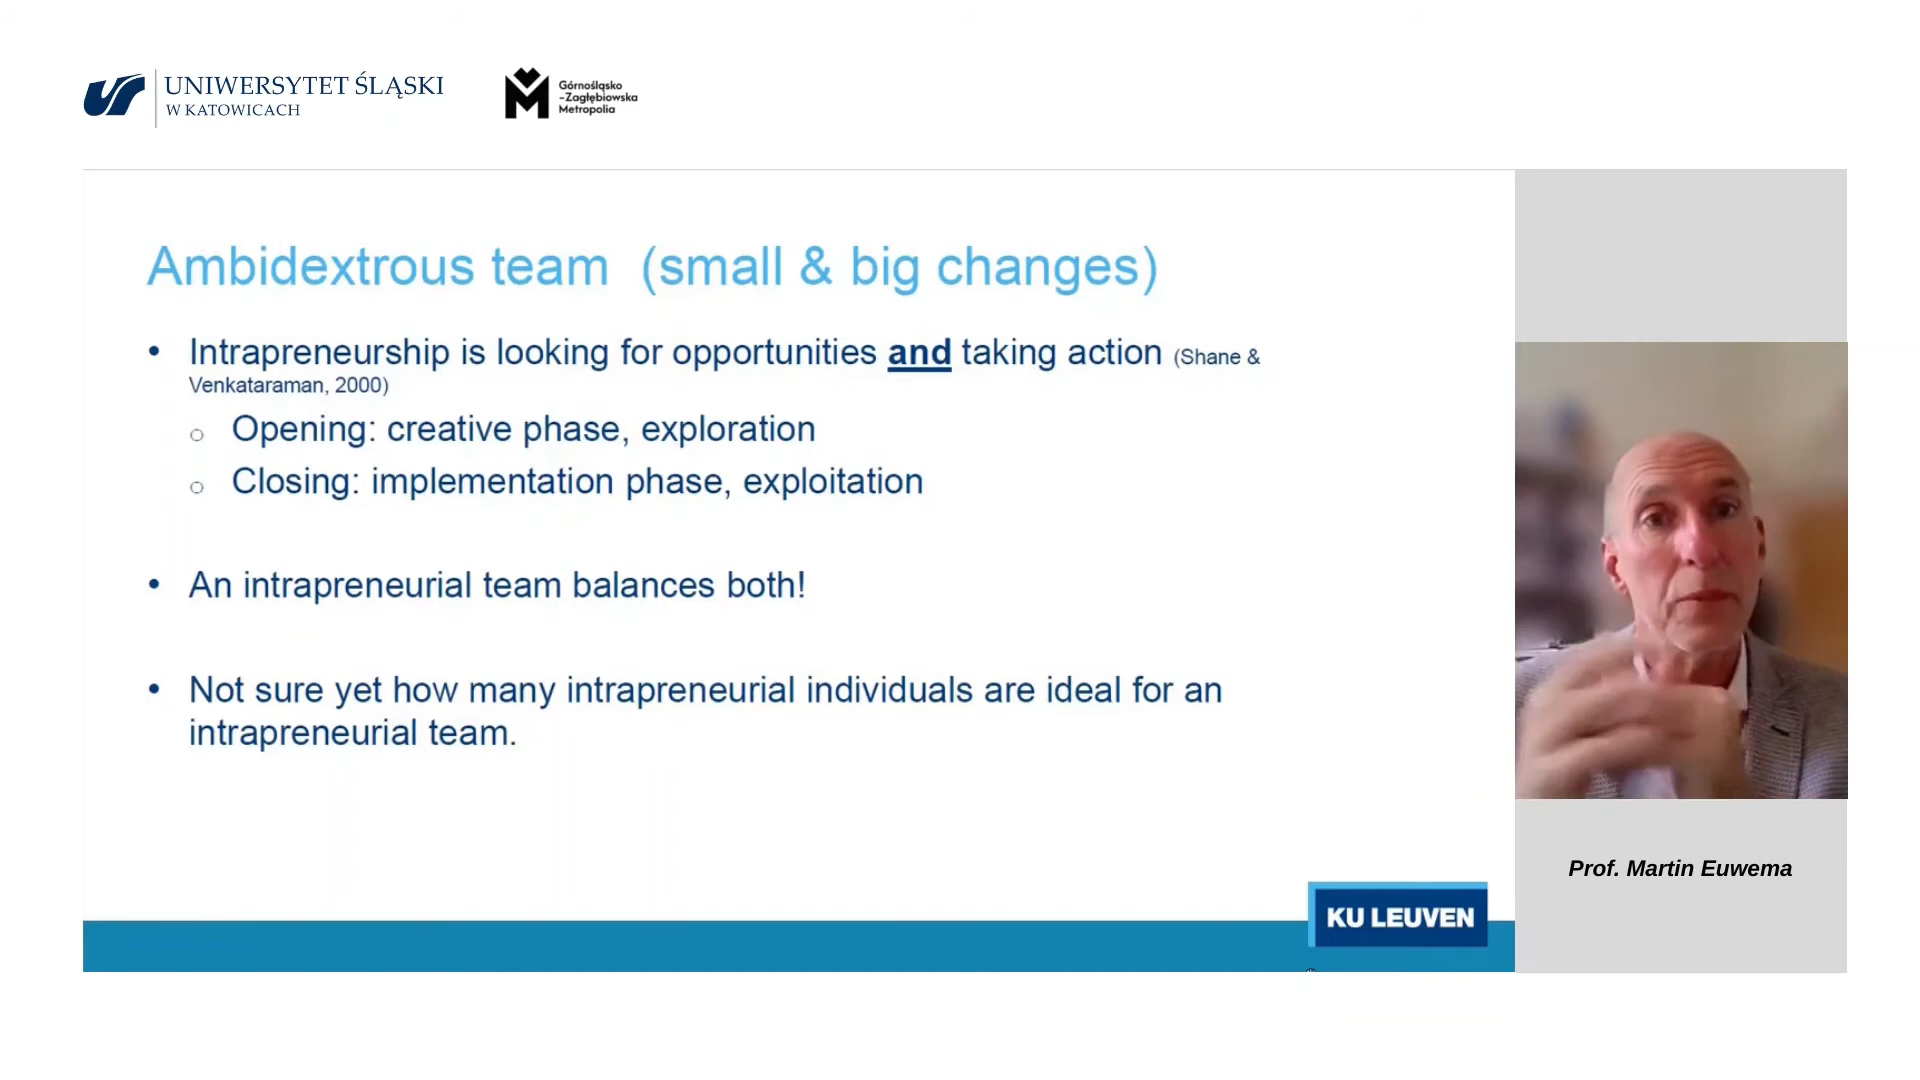 UNIWERSYTET ŚLĄSKI
W KATOWICACH
Górnośląsko
-Zagłębiowska
Metropolia
Ambidextrous team (small & big changes)
• Intrapreneurship is looking for opportunities and taking action (Shane &
Venkataraman, 2000)
○ Opening: creative phase, exploration
○ Closing: implementation phase, exploitation
• An intrapreneurial team balances both!
• Not sure yet how many intrapreneurial individuals are ideal for an
intrapreneurial team.
Prof. Martin Euwema
KU LEUVEN